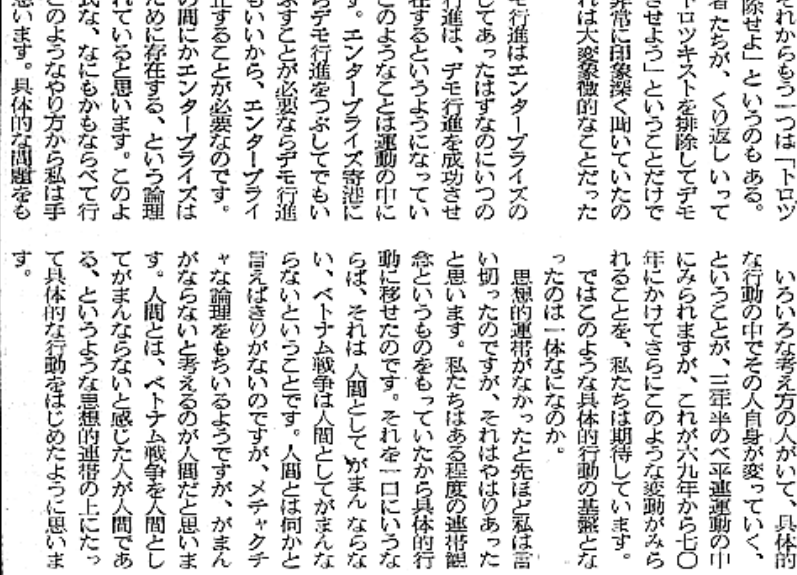 それからもう一つは「トロツ
除せよ」というのもある。
者たちが、くり返しいって
トロツキストを排除してデモ
させよう」ということだけで
非常に印象深く聞いていたの
れは大変象徴的なことだった
モ行進はエンタープライズの
してあったはずなのにいつの
行進は、デモ行進を成功させ
在するというようになってい
このようなことは運動の中に
す。エンタープライズ寄港に
らデモ行進をつぶしてでもい
ぶすことが必要ならデモ行進
もいいから、エンタープライ
止することが必要なのです。
の間にかエンタープライズは
ために存在する、という論理
れていると思います。このよ
式な、なにもかもならべて行
このようなやり方から私は手
思います。具体的な問題をも
いろいろな考え方の人がいて、具体的
な行動の中でその人自身が変っていく、
ということが、三年半のベ平連運動の中
にみられますが、これが六九年から七〇
年にかけてさらにこのような変動がみら
れることを、私たちは期待しています。
ではこのような具体的行動の基盤とな
ったのは一体なになのか。
思想的連帯がなかったと先ほど私は言
い切ったのですが、それはやはりあった
と思います。私たちはある程度の連帯観
念というものをもっていたから具体的行
動に移せたのです。それを一口にいうな
らば、それは人間としてがまんならな
い、ベトナム戦争は人間としてがまんな
らないということです。人間とは何かと
言えばきりがないのですが、メチャクチ
ャな論理をもちいるようですが、がまん
がならないと考えるのが人間だと思いま
す。人間とは、ベトナム戦争を人間とし
てがまんならないと感じた人が人間であ
る、というような思想的連帯の上にたっ
て具体的な行動をはじめたように思いま
す。